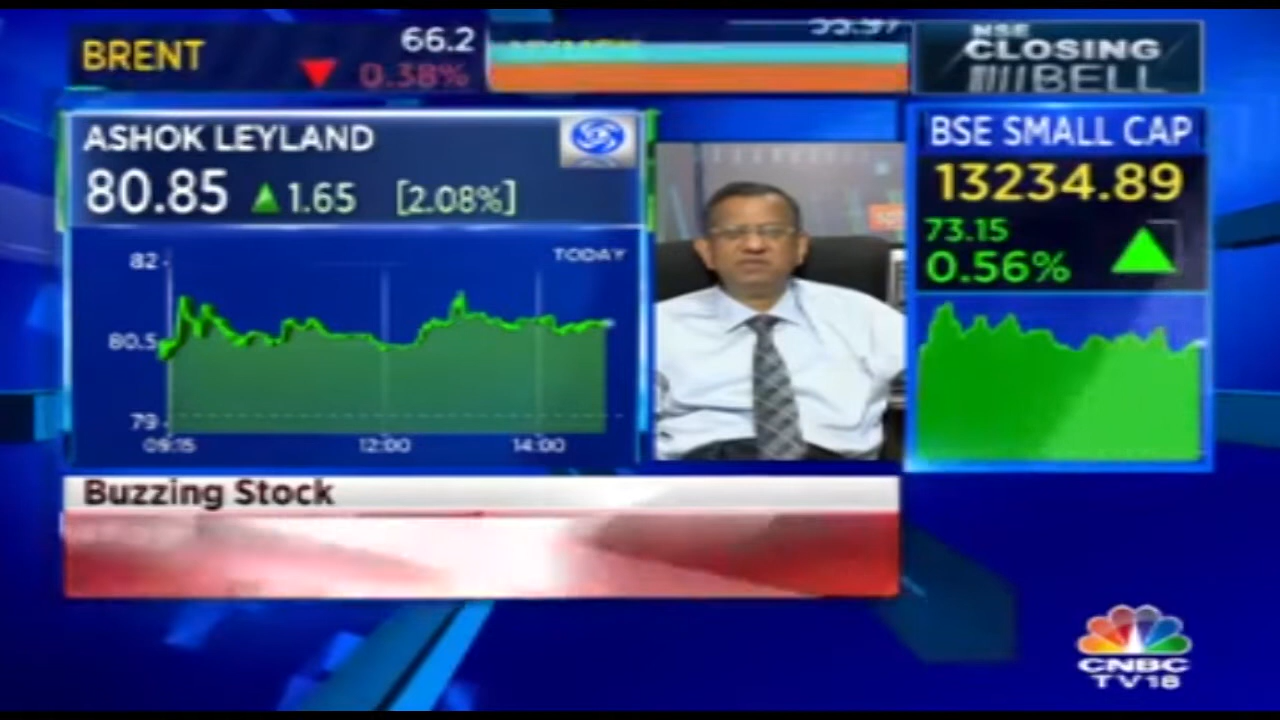 BRENT
66.2
0.38%
NSE
CLOSING
BELL
ASHOK LEYLAND
80.85 1.65 [2.08%]
TODAY
82
80.5
79
09:15 12:00 14:00
BSE SMALL CAP
13234.89
73.15
0.56%
Buzzing Stock
CNBC
TV18